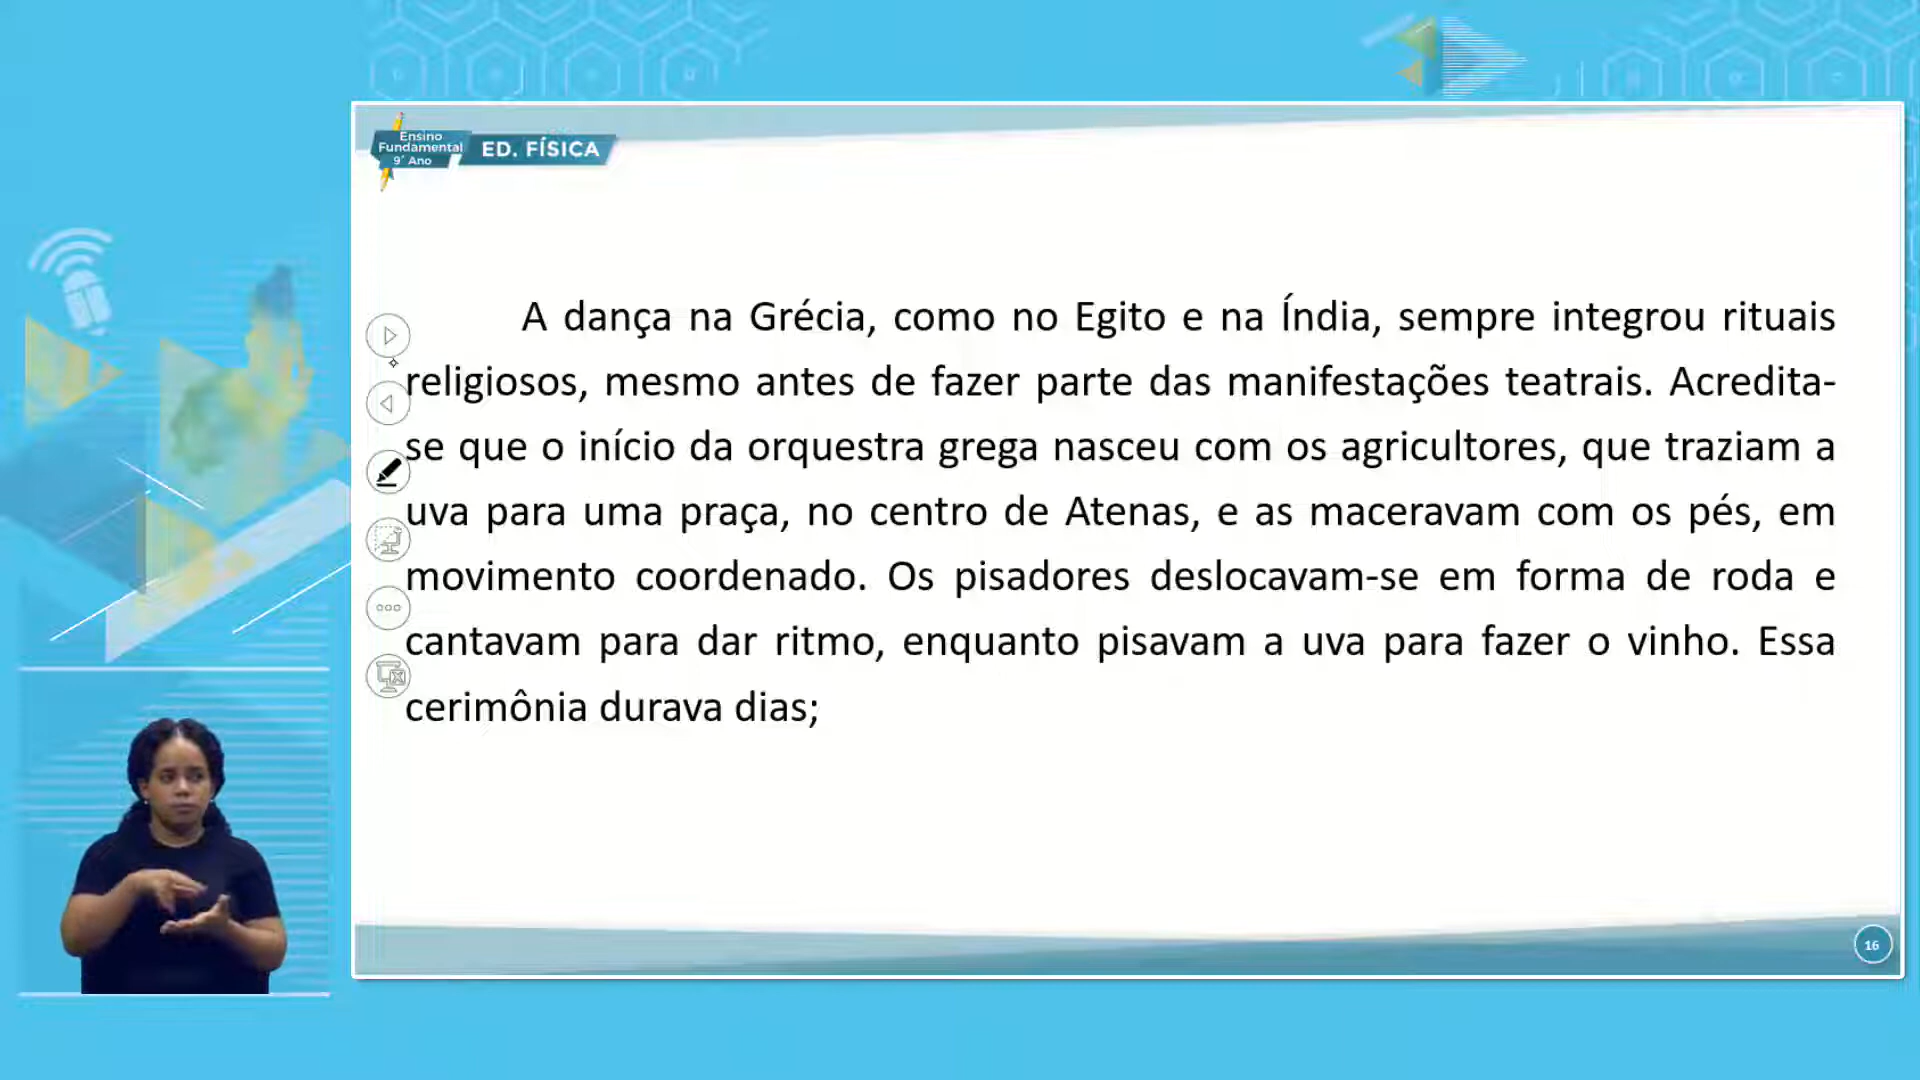 Ensino
Fundamental
9° Ano
ED. FÍSICA
A dança na Grécia, como no Egito e na Índia, sempre integrou rituais
religiosos, mesmo antes de fazer parte das manifestações teatrais. Acredita-
se que o início da orquestra grega nasceu com os agricultores, que traziam a
uva para uma praça, no centro de Atenas, e as maceravam com os pés, em
movimento coordenado. Os pisadores deslocavam-se em forma de roda e
cantavam para dar ritmo, enquanto pisavam a uva para fazer o vinho. Essa
cerimônia durava dias;
16